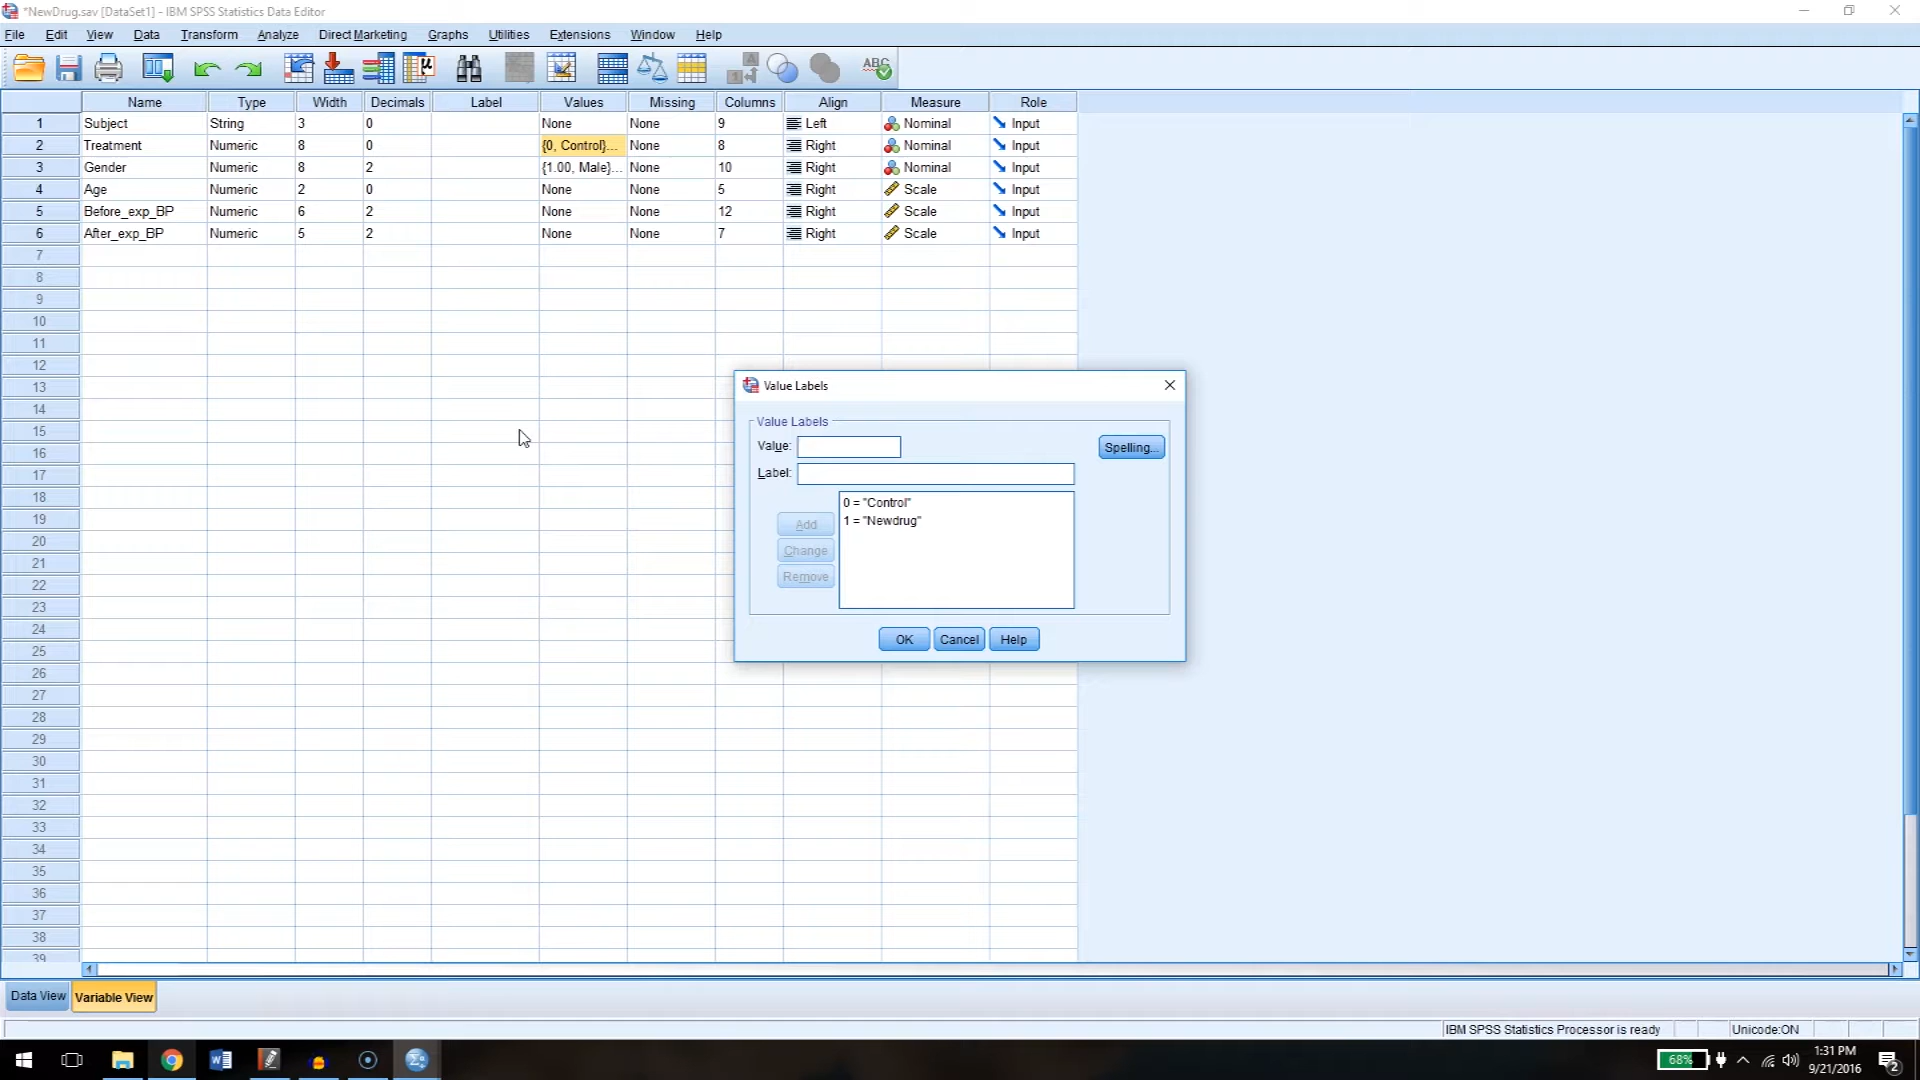 *NewDrug.sav [DataSet1] - IBM SPSS Statistics Data Editor
File Edit View Data Transform Analyze Direct Marketing Graphs Utilities Extensions Window Help
Name Type Width Decimals Label Values Missing Columns Align Measure Role
1 Subject String 3 0 None None 9 Left Nominal Input
2 Treatment Numeric 8 0 {0, Control}... None 8 Right Nominal Input
3 Gender Numeric 8 2 {1.00, Male}... None 10 Right Nominal Input
4 Age Numeric 2 0 None None 5 Right Scale Input
5 Before_exp_BP Numeric 6 2 None None 12 Right Scale Input
6 After_exp_BP Numeric 5 2 None None 7 Right Scale Input
7
8
9
10
11
12
13
14
15
16
17
18
19
20
21
22
23
24
25
26
27
28
29
30
31
32
33
34
35
36
37
38
39
Value Labels
Value Labels
Value:
Spelling...
Label:
0 = "Control"
1 = "Newdrug"
Add
Change
Remove
OK Cancel Help
Data View Variable View
IBM SPSS Statistics Processor is ready Unicode:ON
68%
1:31 PM
9/21/2016
2